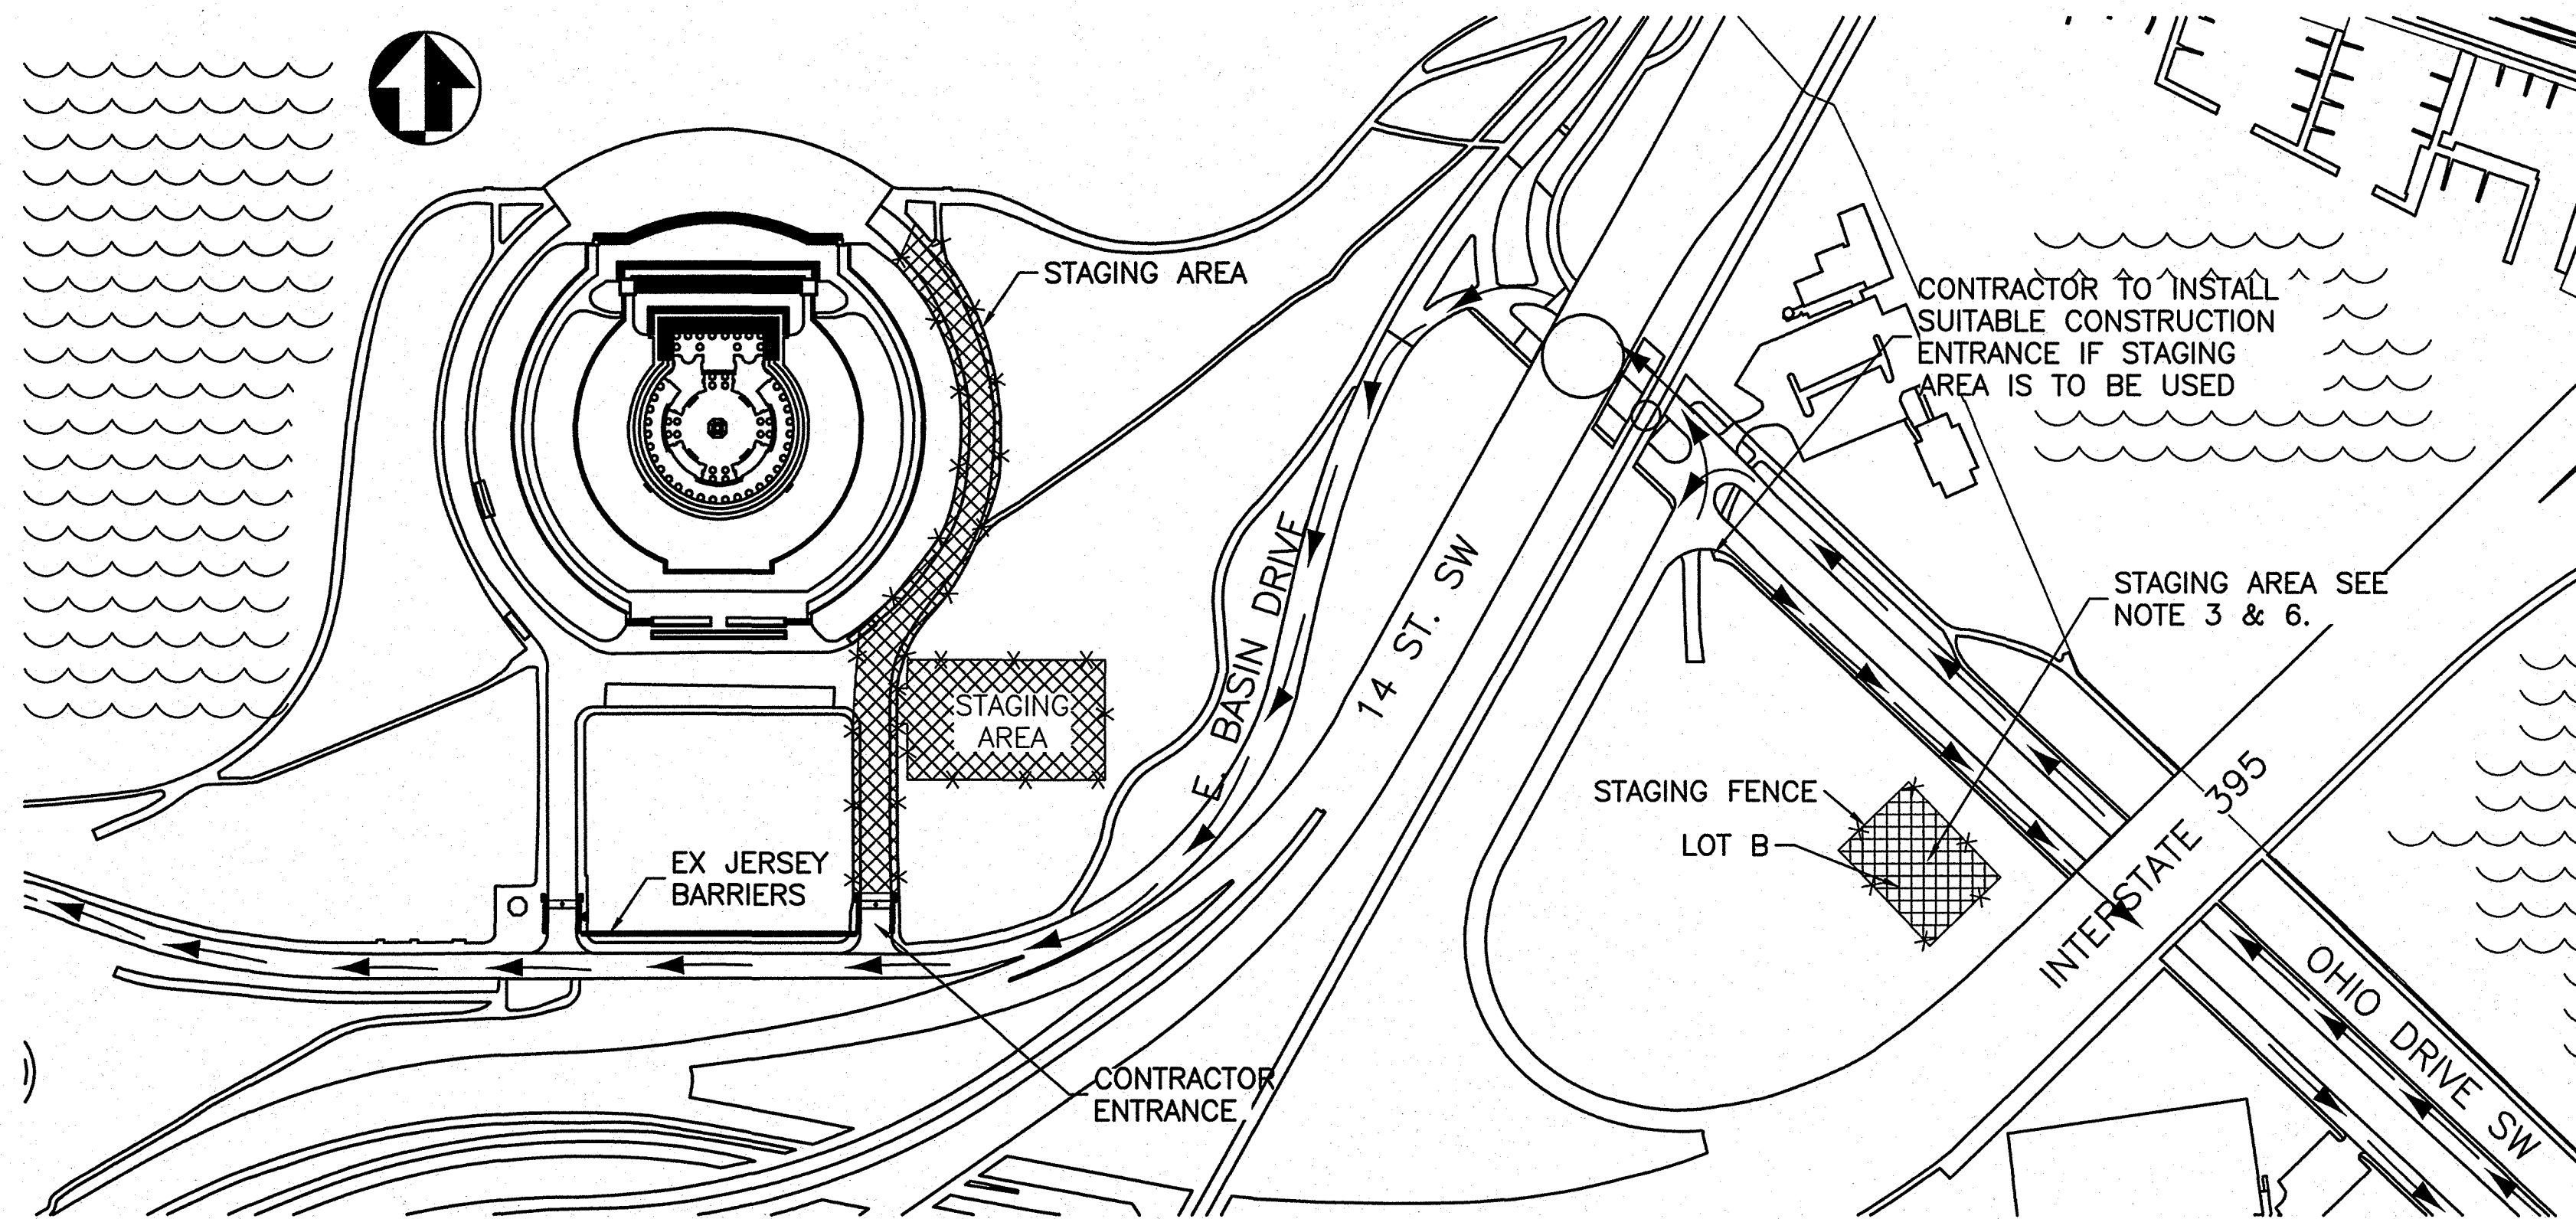 STAGING AREA
CONTRACTOR TO INSTALL
SUITABLE CONSTRUCTION
ENTRANCE IF STAGING
AREA IS TO BE USED
STAGING AREA SEE
NOTE 3 & 6.
STAGING
AREA
E. BASIN DRIVE
14 ST. SW
STAGING FENCE
LOT B
INTERSTATE 395
EX JERSEY
BARRIERS
OHIO DRIVE SW
CONTRACTOR
ENTRANCE